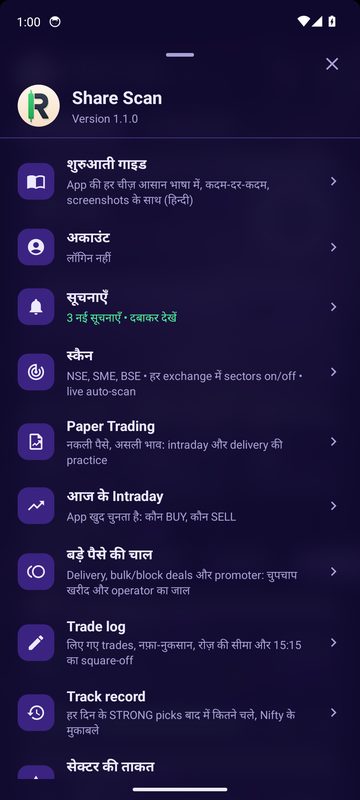 1:00
Share Scan
Version 1.1.0
शुरुआती गाइड
App की हर चीज़ आसान भाषा में, कदम-दर-कदम,
screenshots के साथ (हिन्दी)
अकाउंट
लॉगिन नहीं
सूचनाएँ
3 नई सूचनाएँ • दबाकर देखें
स्कैन
NSE, SME, BSE • हर exchange में sectors on/off •
live auto-scan
Paper Trading
नकली पैसे, असली भाव: intraday और delivery की
practice
आज के Intraday
App खुद चुनता है: कौन BUY, कौन SELL
बड़े पैसे की चाल
Delivery, bulk/block deals और promoter: चुपचाप
खरीद और operator का जाल
Trade log
लिए गए trades, नफ़ा-नुकसान, रोज़ की सीमा और 15:15
का square-off
Track record
हर दिन के STRONG picks बाद में कितने चले, Nifty के
मुकाबले
सेक्टर की ताकत